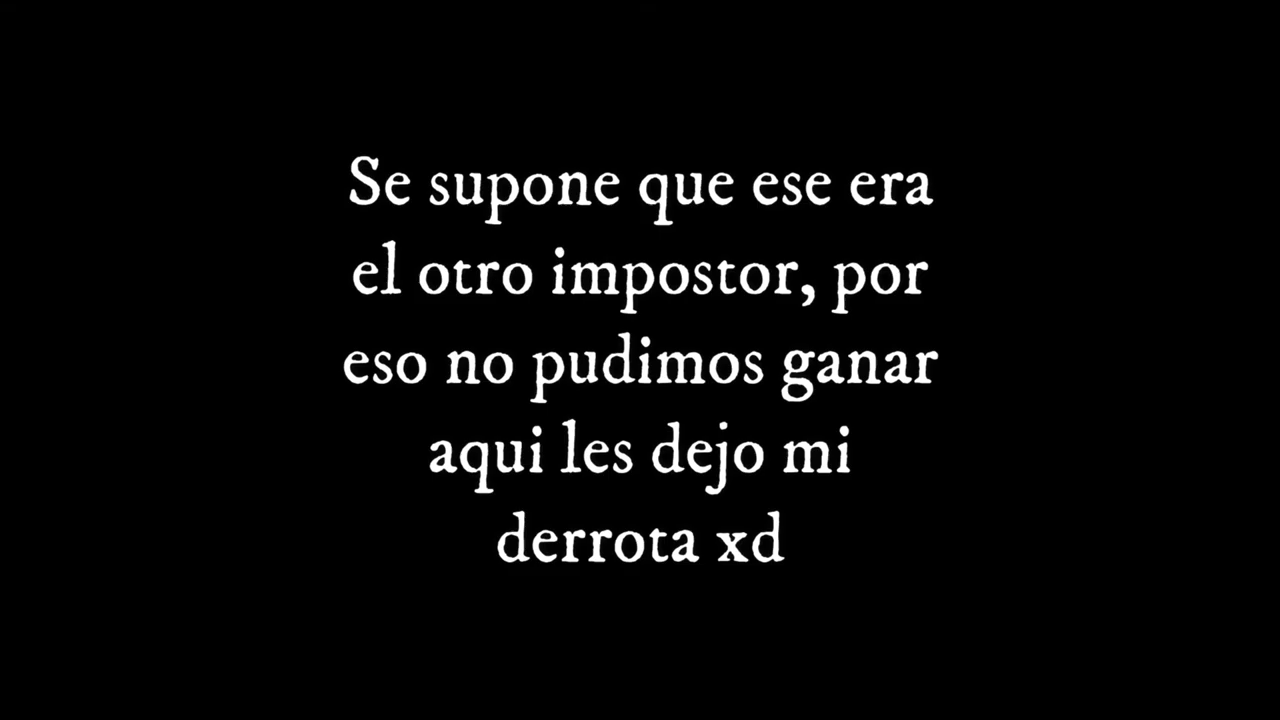 Se supone que ese era
el otro impostor, por
eso no pudimos ganar
aqui les dejo mi
derrota xd